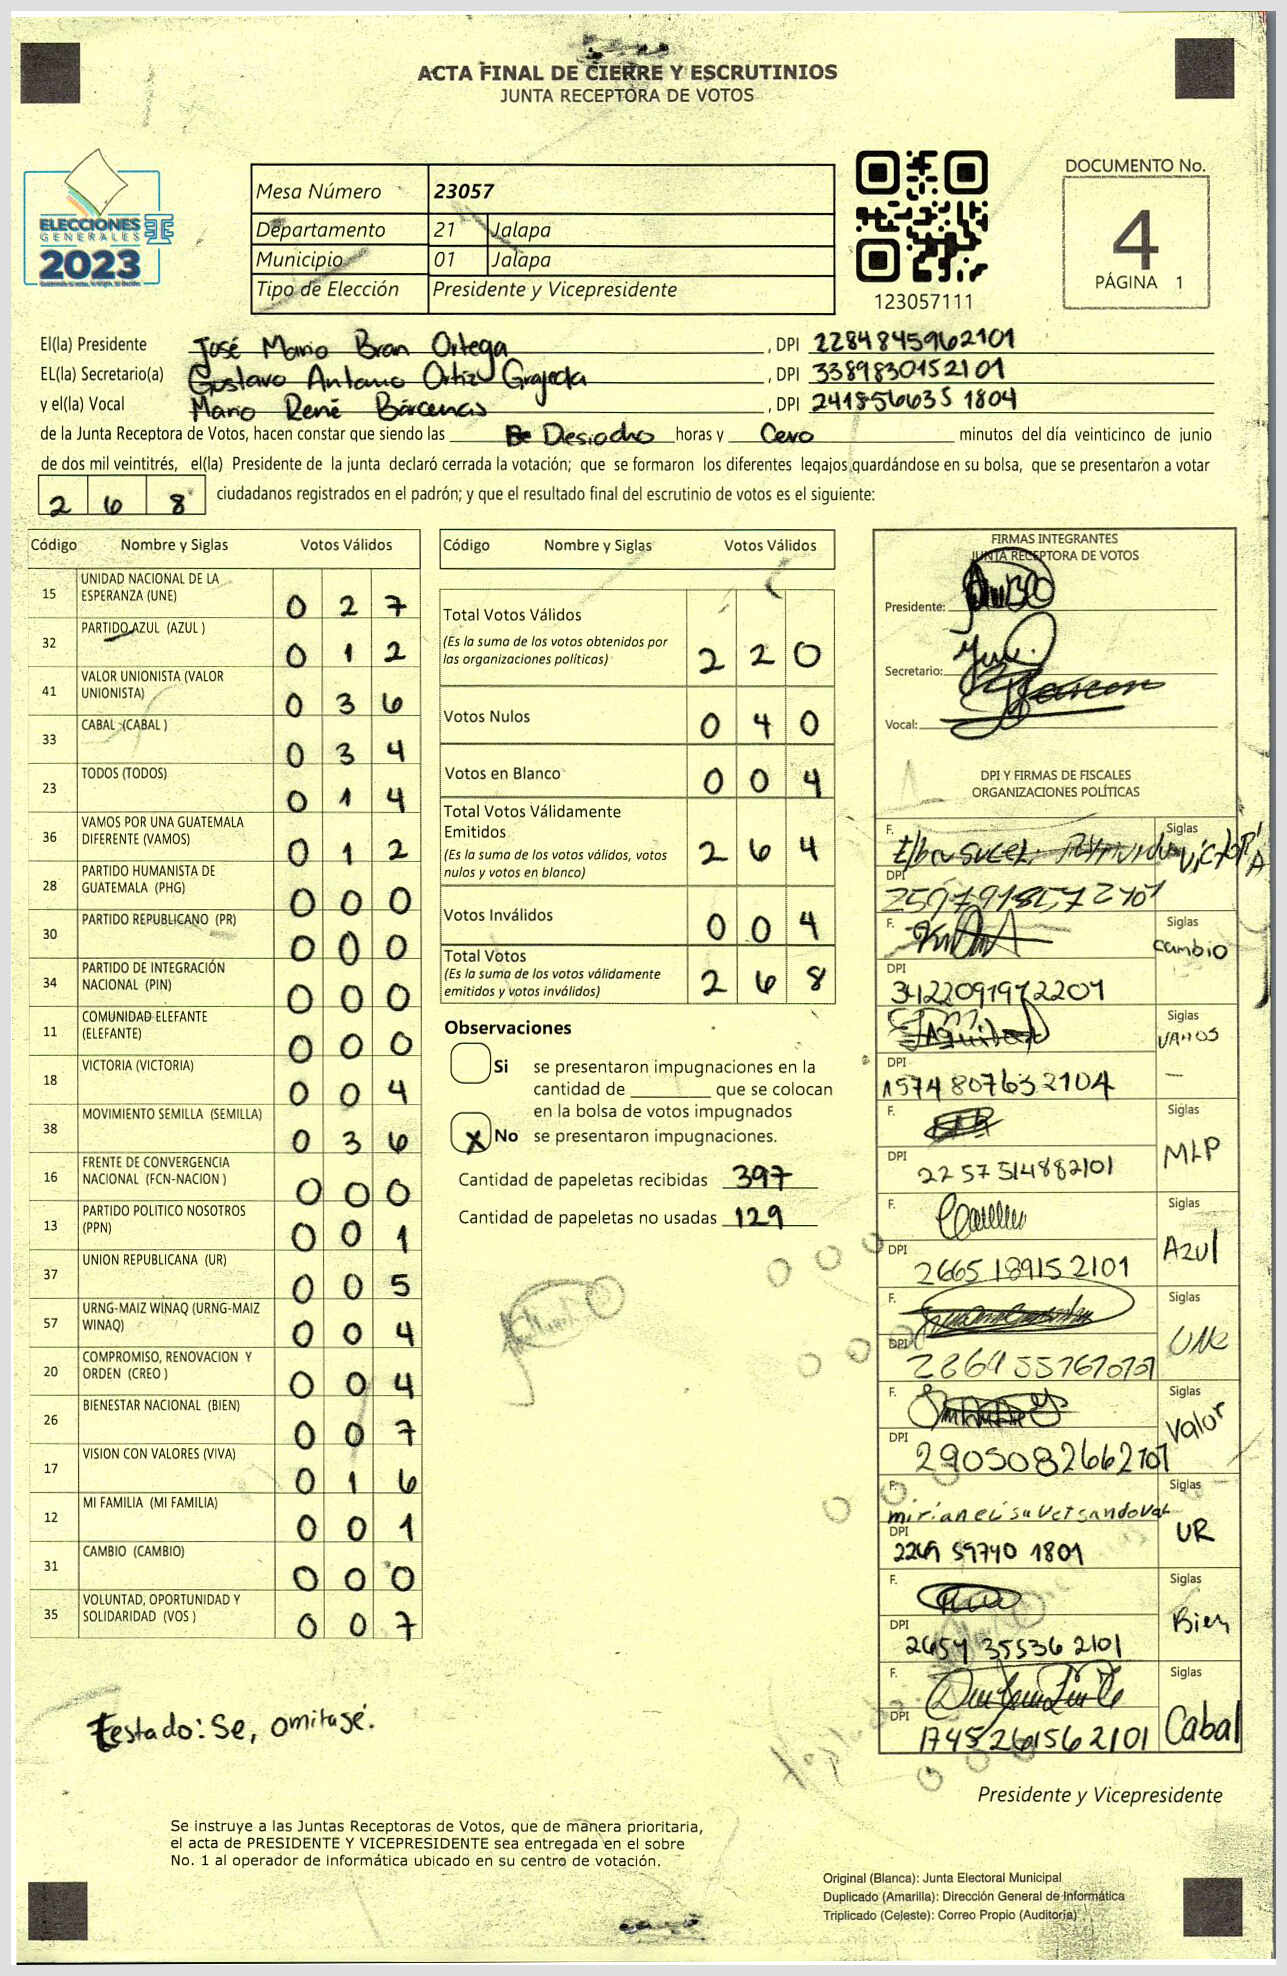 ACTA FINAL DE CIERRE Y ESCRUTINIOS
JUNTA RECEPTORA DE VOTOS
ELECCIONES
GENERALES
2023
Mesa Número 23057
Departamento 21 Jalapa
Municipio 01 Jalapa
Tipo de Elección Presidente y Vicepresidente
123057111
DOCUMENTO No.
4
PÁGINA 1
El(la) Presidente José Mario Bran Ortega, DPI 2284845962101
EL(la) Secretario(a) Gustavo Antonio Ortiz Grajeda, DPI 3389830152101
y el(la) Vocal Mario René Bárcenas, DPI 241856635 1804
de la Junta Receptora de Votos, hacen constar que siendo las Desiocho horas y Cero minutos del día veinticinco de junio
de dos mil veintitrés, el(la) Presidente de la junta declaró cerrada la votación; que se formaron los diferentes legajos guardándose en su bolsa, que se presentaron a votar
268 ciudadanos registrados en el padrón; y que el resultado final del escrutinio de votos es el siguiente:
Código Nombre y Siglas Votos Válidos
15 UNIDAD NACIONAL DE LA ESPERANZA (UNE) 0 2 7
32 PARTIDO AZUL (AZUL ) 0 1 2
41 VALOR UNIONISTA (VALOR UNIONISTA) 0 3 6
33 CABAL (CABAL ) 0 3 4
23 TODOS (TODOS) 0 1 4
36 VAMOS POR UNA GUATEMALA DIFERENTE (VAMOS) 0 1 2
28 PARTIDO HUMANISTA DE GUATEMALA (PHG) 0 0 0
30 PARTIDO REPUBLICANO (PR) 0 0 0
34 PARTIDO DE INTEGRACIÓN NACIONAL (PIN) 0 0 0
11 COMUNIDAD ELEFANTE (ELEFANTE) 0 0 0
18 VICTORIA (VICTORIA) 0 0 4
38 MOVIMIENTO SEMILLA (SEMILLA) 0 3 6
16 FRENTE DE CONVERGENCIA NACIONAL (FCN-NACION ) 0 0 0
13 PARTIDO POLITICO NOSOTROS (PPN) 0 0 1
37 UNION REPUBLICANA (UR) 0 0 5
57 URNG-MAIZ WINAQ (URNG-MAIZ WINAQ) 0 0 4
20 COMPROMISO, RENOVACION Y ORDEN (CREO ) 0 0 4
26 BIENESTAR NACIONAL (BIEN) 0 0 7
17 VISION CON VALORES (VIVA) 0 1 6
12 MI FAMILIA (MI FAMILIA) 0 0 1
31 CAMBIO (CAMBIO) 0 0 0
35 VOLUNTAD, OPORTUNIDAD Y SOLIDARIDAD (VOS ) 0 0 7
Testado: Se, omitasé.
Código Nombre y Siglas Votos Válidos
Total Votos Válidos
(Es la suma de los votos obtenidos por las organizaciones políticas) 2 2 0
Votos Nulos 0 4 0
Votos en Blanco 0 0 4
Total Votos Válidamente Emitidos
(Es la suma de los votos válidos, votos nulos y votos en blanco) 2 6 4
Votos Inválidos 0 0 4
Total Votos
(Es la suma de los votos válidamente emitidos y votos inválidos) 2 6 8
Observaciones
Si se presentaron impugnaciones en la
cantidad de ________ que se colocan
en la bolsa de votos impugnados
X No se presentaron impugnaciones.
Cantidad de papeletas recibidas 397
Cantidad de papeletas no usadas 129
FIRMAS INTEGRANTES
JUNTA RECEPTORA DE VOTOS
Presidente:
Secretario:
Vocal:
DPI Y FIRMAS DE FISCALES
ORGANIZACIONES POLÍTICAS
F. Siglas VICTORIA
DPI
F. Siglas cambio
DPI 3422091972201
F. Siglas VAMOS
DPI 1574807632104
F. Siglas MLP
DPI 2257514882101
F. Siglas Azul
DPI 2665189152101
F. Siglas UNE
DPI
F. Siglas Valor
DPI 2905082662101
F. Siglas UR
DPI 2269 59740 1801
F. Siglas Bien
DPI 2654 35536 2101
F. Siglas Cabal
DPI 1745261562101
Presidente y Vicepresidente
Se instruye a las Juntas Receptoras de Votos, que de manera prioritaria,
el acta de PRESIDENTE Y VICEPRESIDENTE sea entregada en el sobre
No. 1 al operador de informática ubicado en su centro de votación.
Original (Blanca): Junta Electoral Municipal
Duplicado (Amarilla): Dirección General de Informática
Triplicado (Celeste): Correo Propio (Auditoría)